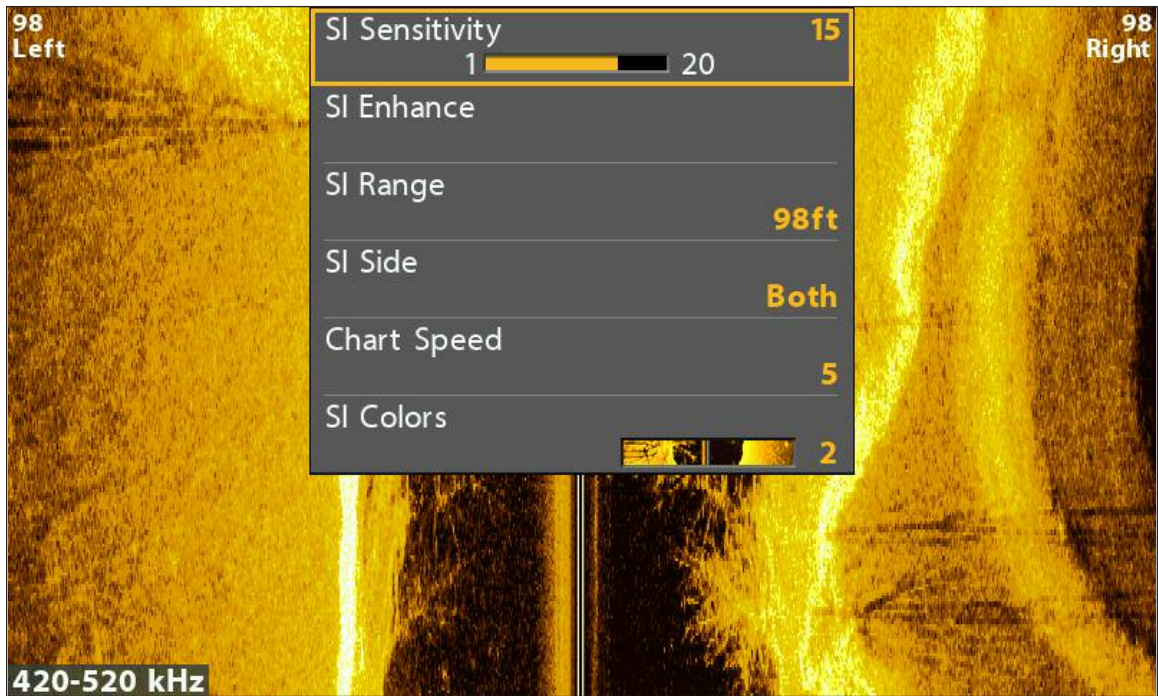 98
Left
SI Sensitivity 15
1 20
SI Enhance
SI Range
98ft
SI Side
Both
Chart Speed
5
SI Colors
2
98
Right
420-520 kHz